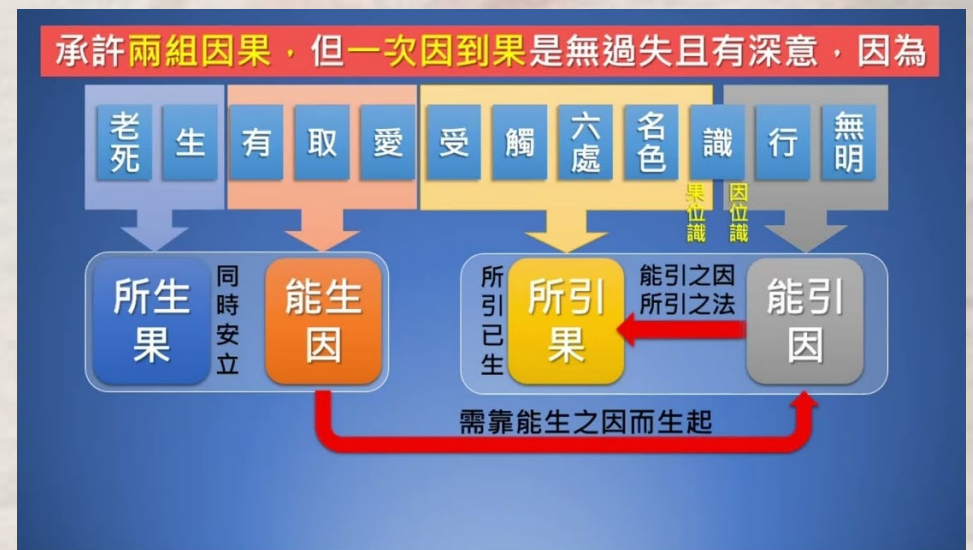 承許兩組因果，但一次因到果是無過失且有深意，因為
老死
生
有
取
愛
受
觸
六處
名色
識
行
無明
果位識
因位識
所生果
同時安立
能生因
所引已生
所引果
能引之因
所引之法
能引因
需靠能生之因而生起